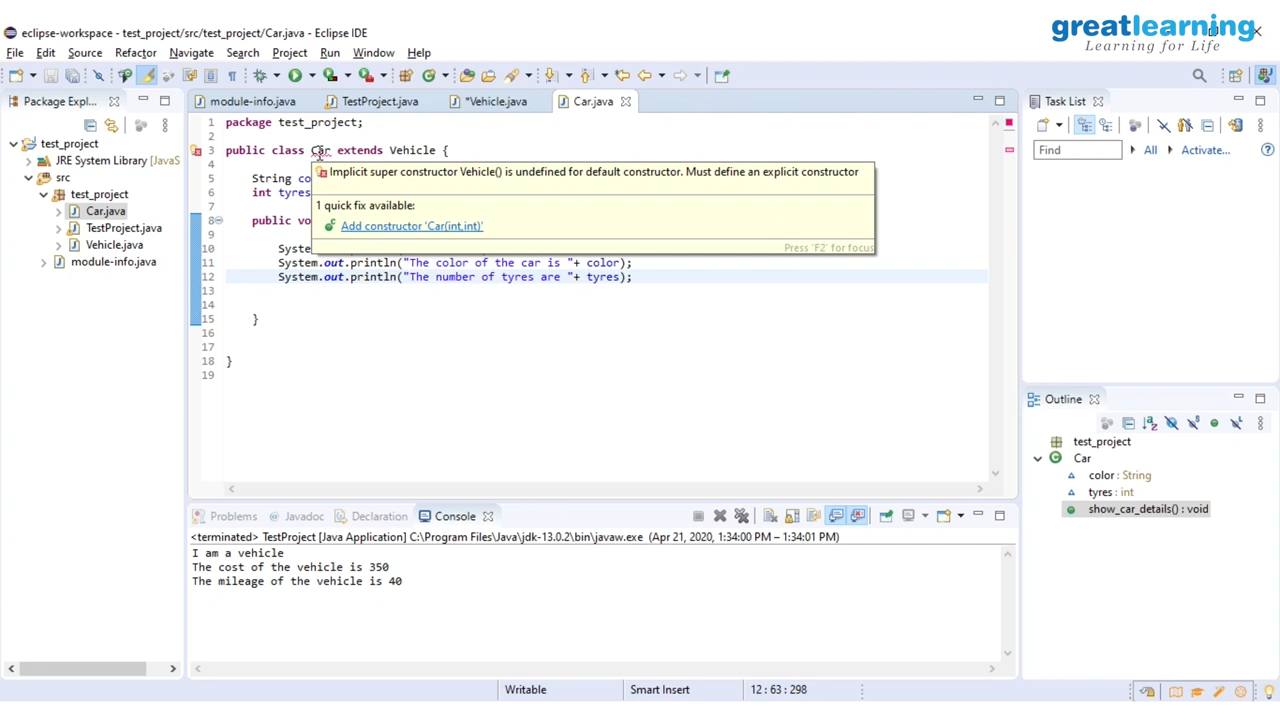 eclipse-workspace - test_project/src/test_project/Car.java - Eclipse IDE
greatlearning
Learning for Life
File Edit Source Refactor Navigate Search Project Run Window Help
Package Expl...
module-info.java TestProject.java *Vehicle.java Car.java
Task List
test_project
JRE System Library [JavaS
src
test_project
Car.java
TestProject.java
Vehicle.java
module-info.java
1 package test_project;
2
3 public class Car extends Vehicle {
4
Implicit super constructor Vehicle() is undefined for default constructor. Must define an explicit constructor
5 String co
6 int tyres
1 quick fix available:
7
8 public vo
Add constructor 'Car(int,int)'
9
10 Syste
Press 'F2' for focus
11 System.out.println("The color of the car is "+ color);
12 System.out.println("The number of tyres are "+ tyres);
13
14
15 }
16
17
18 }
19
Find All Activate...
Outline
test_project
Car
color : String
tyres : int
show_car_details() : void
Problems Javadoc Declaration Console
<terminated> TestProject [Java Application] C:\Program Files\Java\jdk-13.0.2\bin\javaw.exe (Apr 21, 2020, 1:34:00 PM – 1:34:01 PM)
I am a vehicle
The cost of the vehicle is 350
The mileage of the vehicle is 40
Writable Smart Insert 12 : 63 : 298